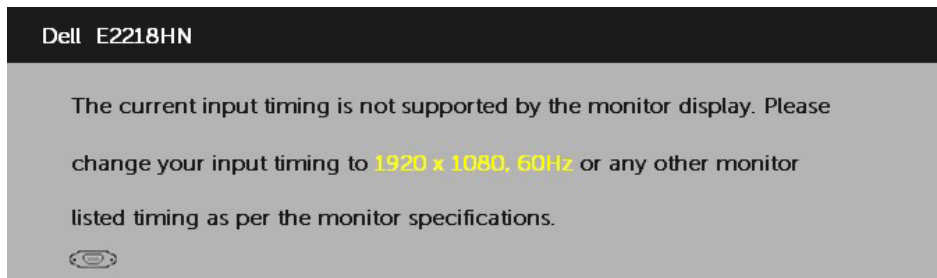 Dell E2218HN
The current input timing is not supported by the monitor display. Please
change your input timing to 1920 x 1080, 60Hz or any other monitor
listed timing as per the monitor specifications.